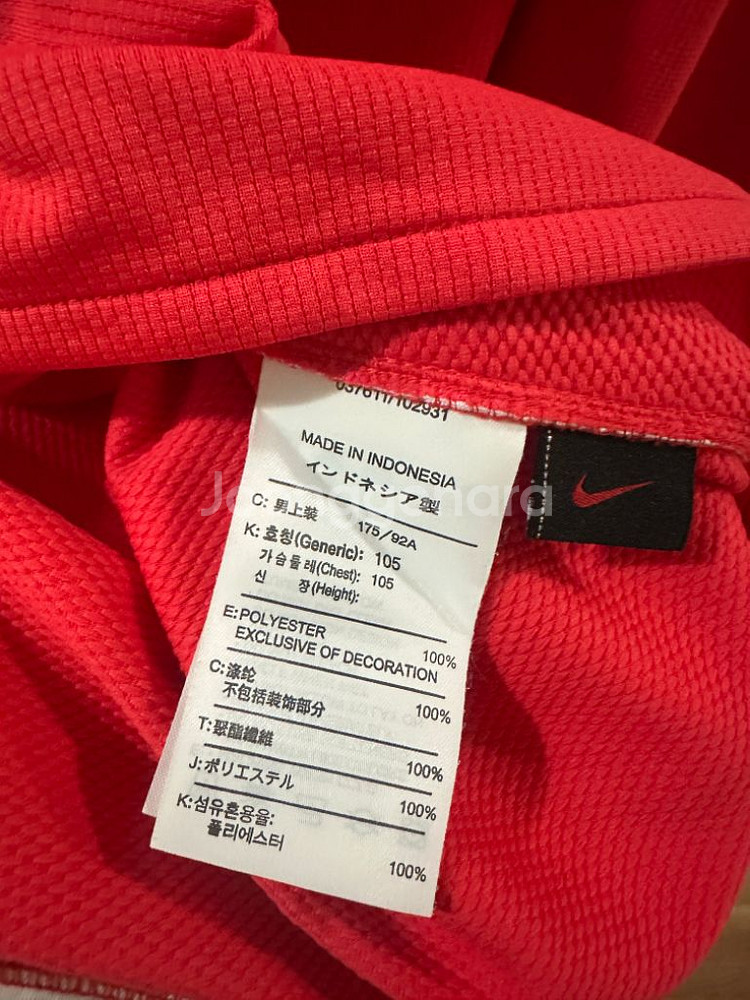 037611/102931
MADE IN INDONESIA
インドネシア製
C: 男上裝 175/92A
K: 호칭(Generic): 105
가슴둘레(Chest): 105
신 장(Height):
E: POLYESTER 100%
EXCLUSIVE OF DECORATION
C: 涤纶 100%
不包括装饰部分
T: 聚酯纖維 100%
J: ポリエステル 100%
K: 섬유혼용율:
폴리에스터 100%